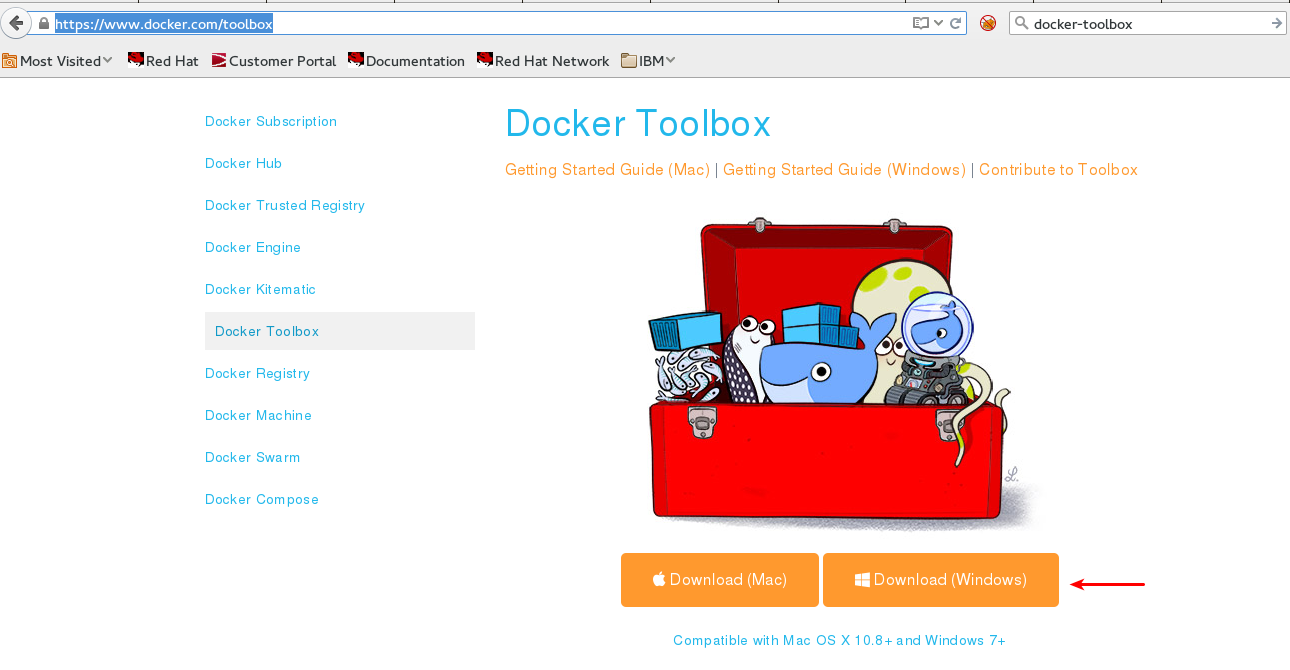 https://www.docker.com/toolbox
docker-toolbox
Most Visited
Red Hat
Customer Portal
Documentation
Red Hat Network
IBM
Docker Subscription
Docker Hub
Docker Trusted Registry
Docker Engine
Docker Kitematic
Docker Toolbox
Docker Registry
Docker Machine
Docker Swarm
Docker Compose
Docker Toolbox
Getting Started Guide (Mac) | Getting Started Guide (Windows) | Contribute to Toolbox
L.
Download (Mac)
Download (Windows)
Compatible with Mac OS X 10.8+ and Windows 7+